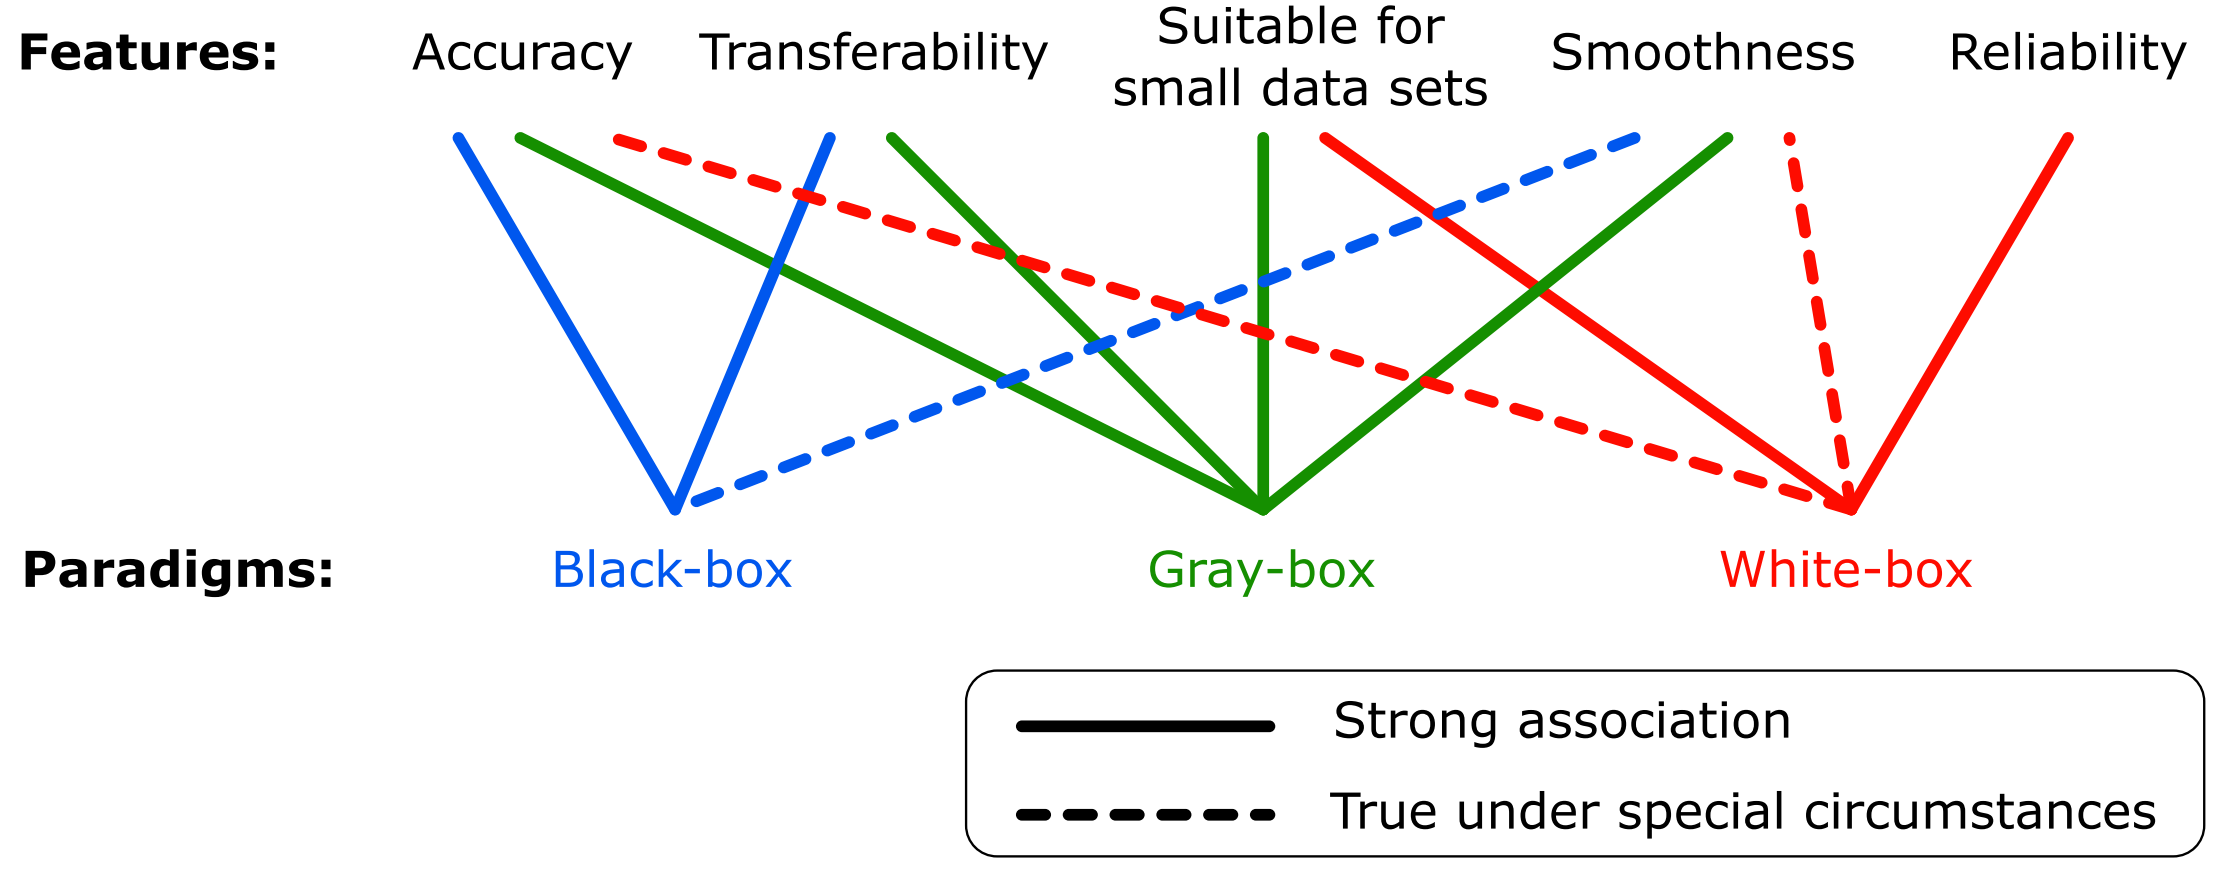 Features:
Accuracy
Transferability
Suitable for
small data sets
Smoothness
Reliability
Paradigms:
Black-box
Gray-box
White-box
Strong association
True under special circumstances